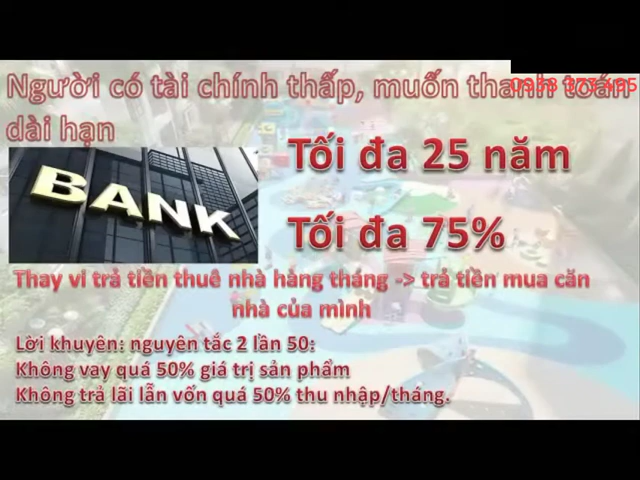 0938 373 495
Người có tài chính thấp, muốn thanh toán
dài hạn
Tối đa 25 năm
BANK
Tối đa 75%
Thay vì trả tiền thuê nhà hàng tháng -> trả tiền mua căn
nhà của mình
Lời khuyên: nguyên tắc 2 lần 50:
Không vay quá 50% giá trị sản phẩm
Không trả lãi lẫn vốn quá 50% thu nhập/tháng.